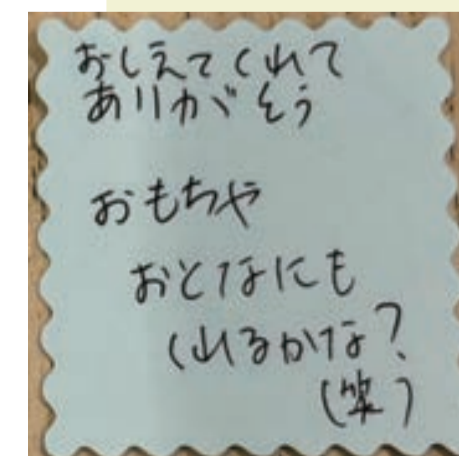 おしえてくれて
ありがとう
おもちゃ
おとなにも
くれるかな?
(笑)